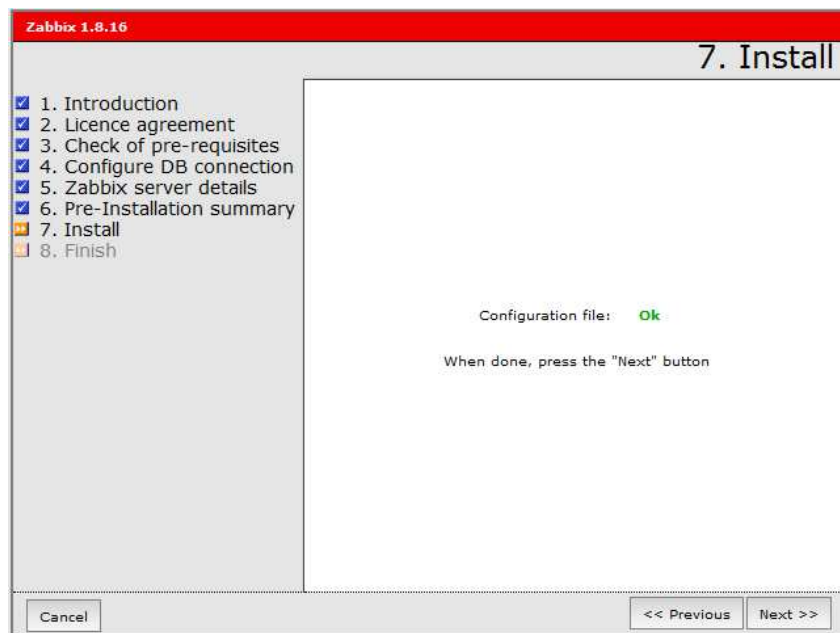 Zabbix 1.8.16
7. Install
1. Introduction
2. Licence agreement
3. Check of pre-requisites
4. Configure DB connection
5. Zabbix server details
6. Pre-Installation summary
7. Install
8. Finish
Configuration file: Ok
When done, press the "Next" button
Cancel
<< Previous
Next >>